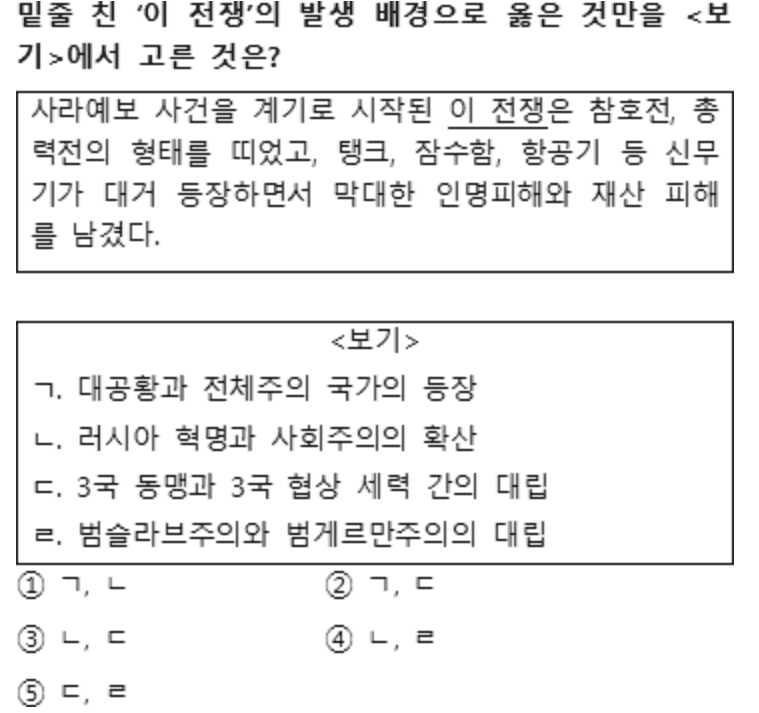 밑줄 친 ‘이 전쟁’의 발생 배경으로 옳은 것만을 <보
기>에서 고른 것은?
사라예보 사건을 계기로 시작된 이 전쟁은 참호전, 총
력전의 형태를 띠었고, 탱크, 잠수함, 항공기 등 신무
기가 대거 등장하면서 막대한 인명피해와 재산 피해
를 남겼다.
<보기>
ㄱ. 대공황과 전체주의 국가의 등장
ㄴ. 러시아 혁명과 사회주의의 확산
ㄷ. 3국 동맹과 3국 협상 세력 간의 대립
ㄹ. 범슬라브주의와 범게르만주의의 대립
① ㄱ, ㄴ ② ㄱ, ㄷ
③ ㄴ, ㄷ ④ ㄴ, ㄹ
⑤ ㄷ, ㄹ